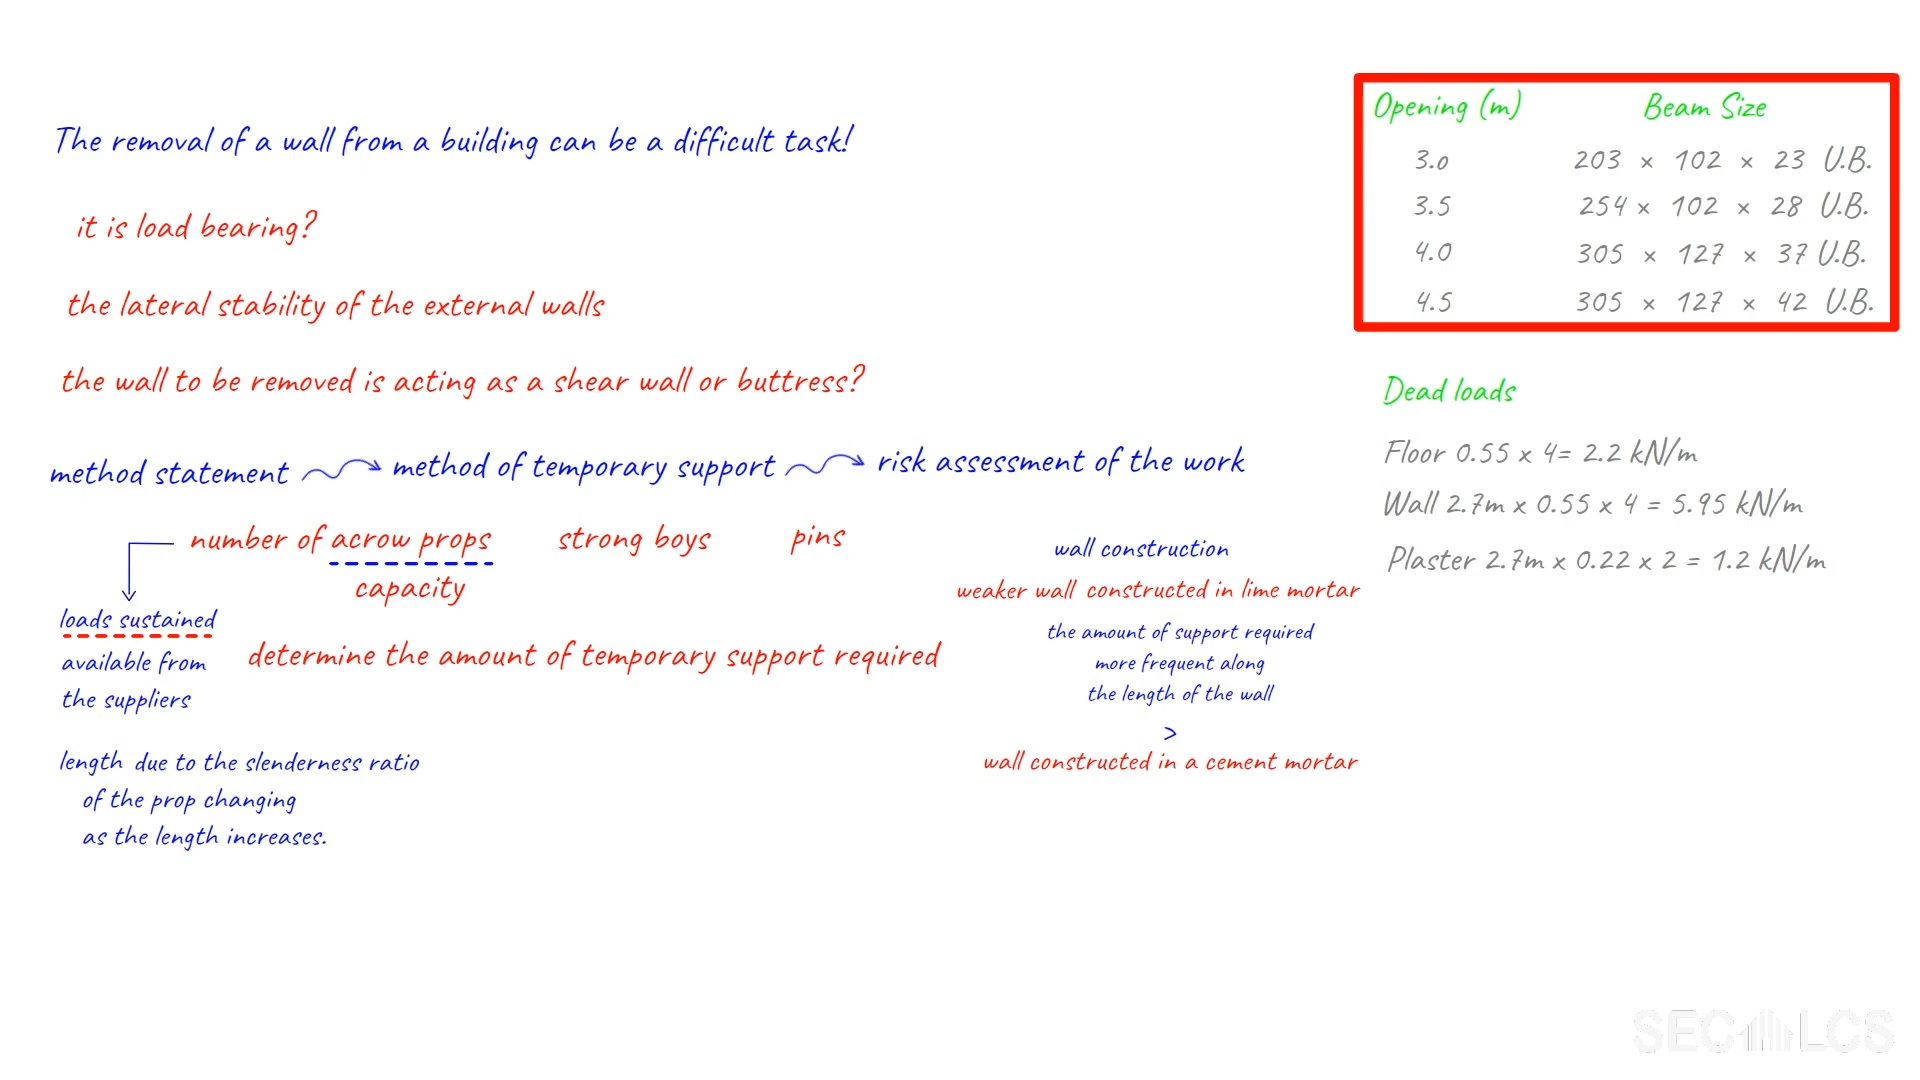 The removal of a wall from a building can be a difficult task!
it is load bearing?
the lateral stability of the external walls
the wall to be removed is acting as a shear wall or buttress?
method statement method of temporary support risk assessment of the work
number of acrow props strong boys pins
capacity
loads sustained
available from
the suppliers
determine the amount of temporary support required
length due to the slenderness ratio
of the prop changing
as the length increases.
wall construction
weaker wall constructed in lime mortar
the amount of support required
more frequent along
the length of the wall
>
wall constructed in a cement mortar
Opening (m) Beam Size
3.0 203 × 102 × 23 U.B.
3.5 254 × 102 × 28 U.B.
4.0 305 × 127 × 37 U.B.
4.5 305 × 127 × 42 U.B.
Dead loads
Floor 0.55 x 4= 2.2 kN/m
Wall 2.7m x 0.55 x 4 = 5.95 kN/m
Plaster 2.7m x 0.22 x 2 = 1.2 kN/m
SECALCS